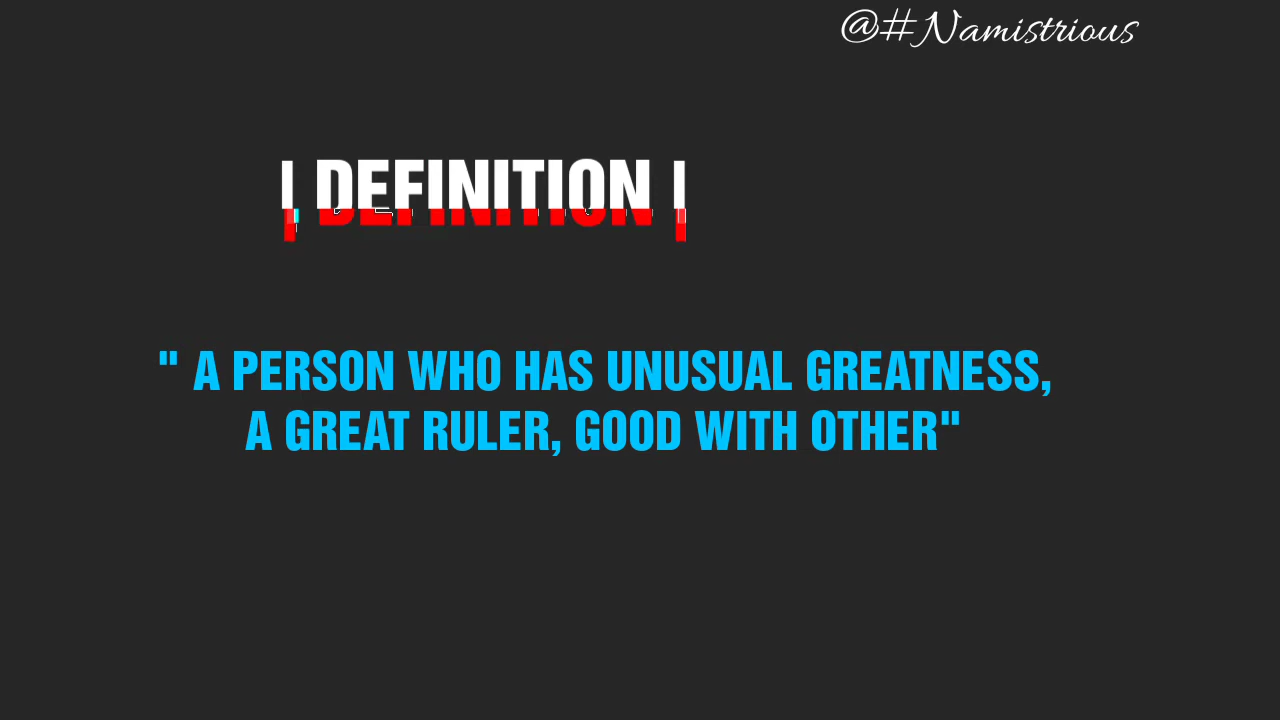 @#Namistrious
| DEFINITION |
" A PERSON WHO HAS UNUSUAL GREATNESS,
A GREAT RULER, GOOD WITH OTHER"